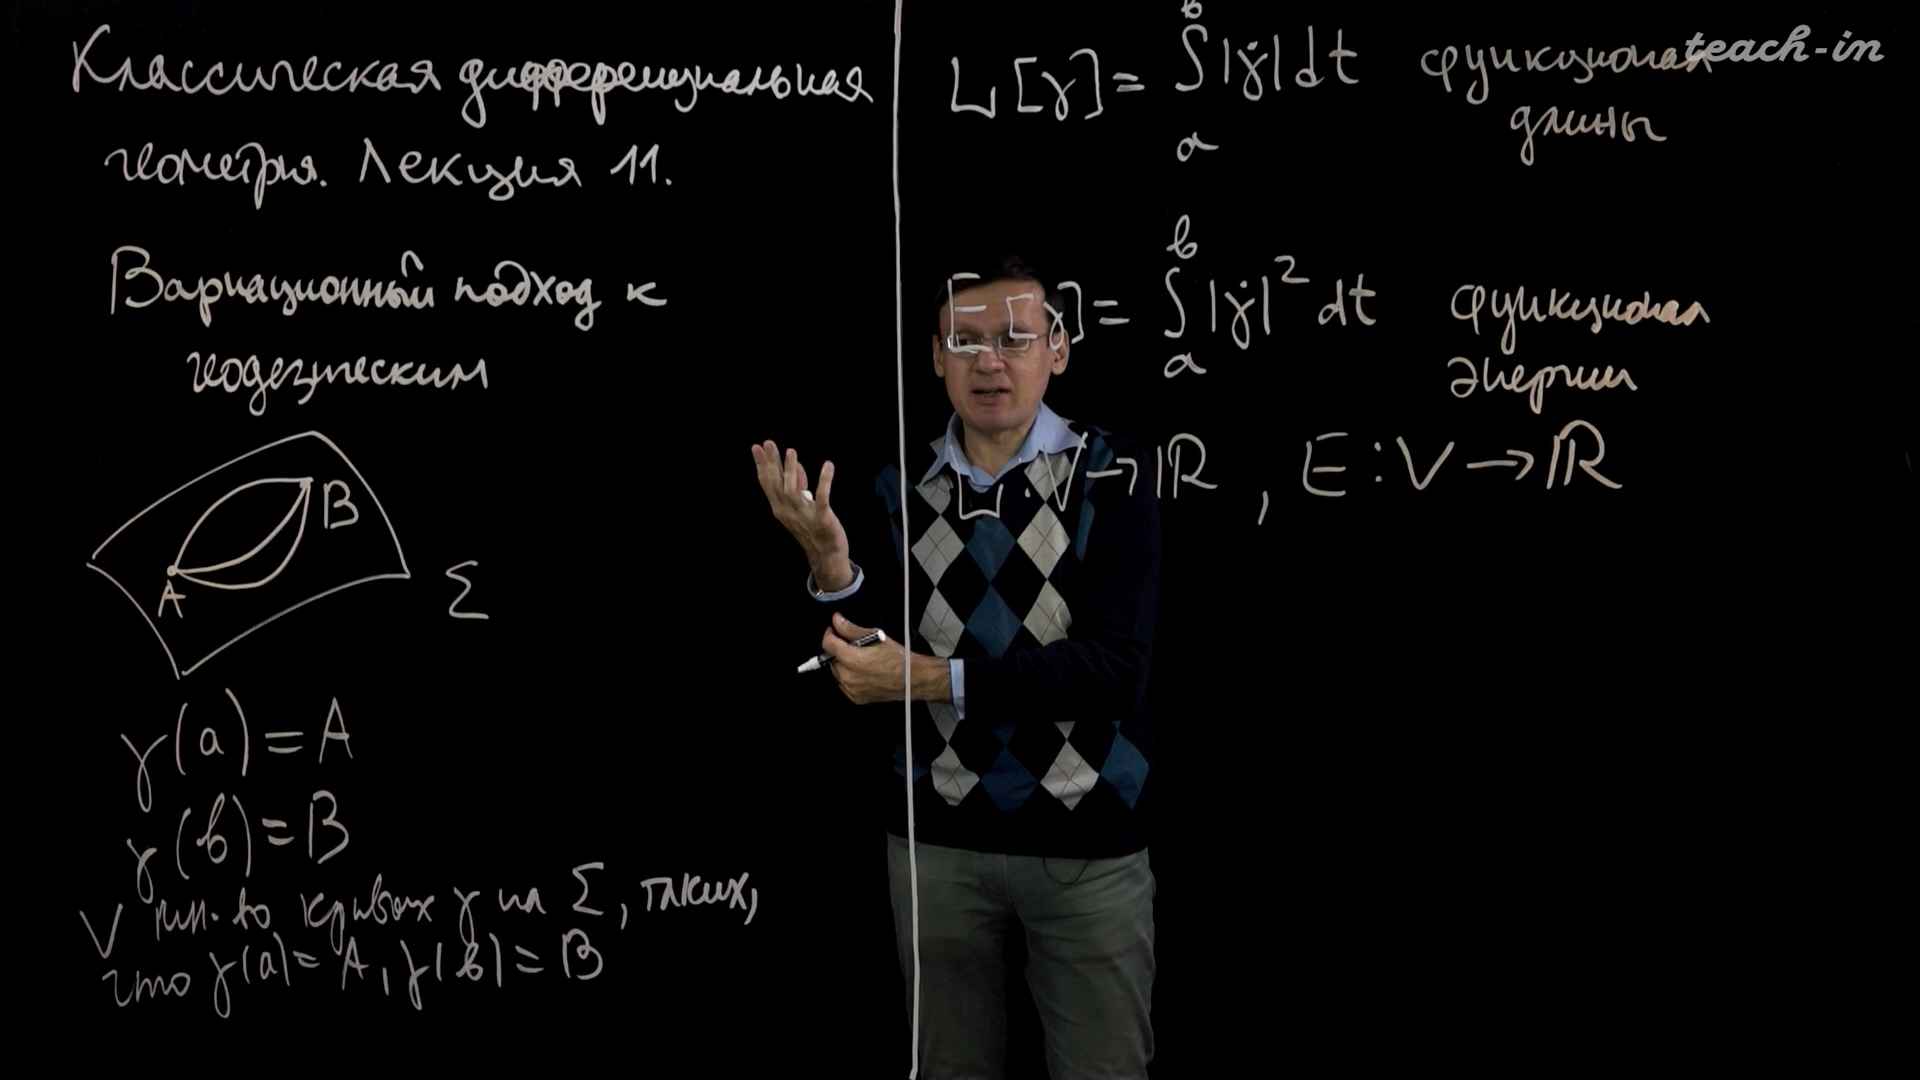 Классическая дифференциальная
геометрия. Лекция 11.
Вариационный подход к
геодезическим
B
A
Σ
γ(a) = A
γ(b) = B
V мн-во кривых γ на Σ, таких,
что γ(a) = A, γ(b) = B
teach-in
L[γ] = ∫ₐᵇ |γ̇| dt функционал
длины
E[γ] = ∫ₐᵇ |γ̇|² dt функционал
энергии
L : V → ℝ, E : V → ℝ